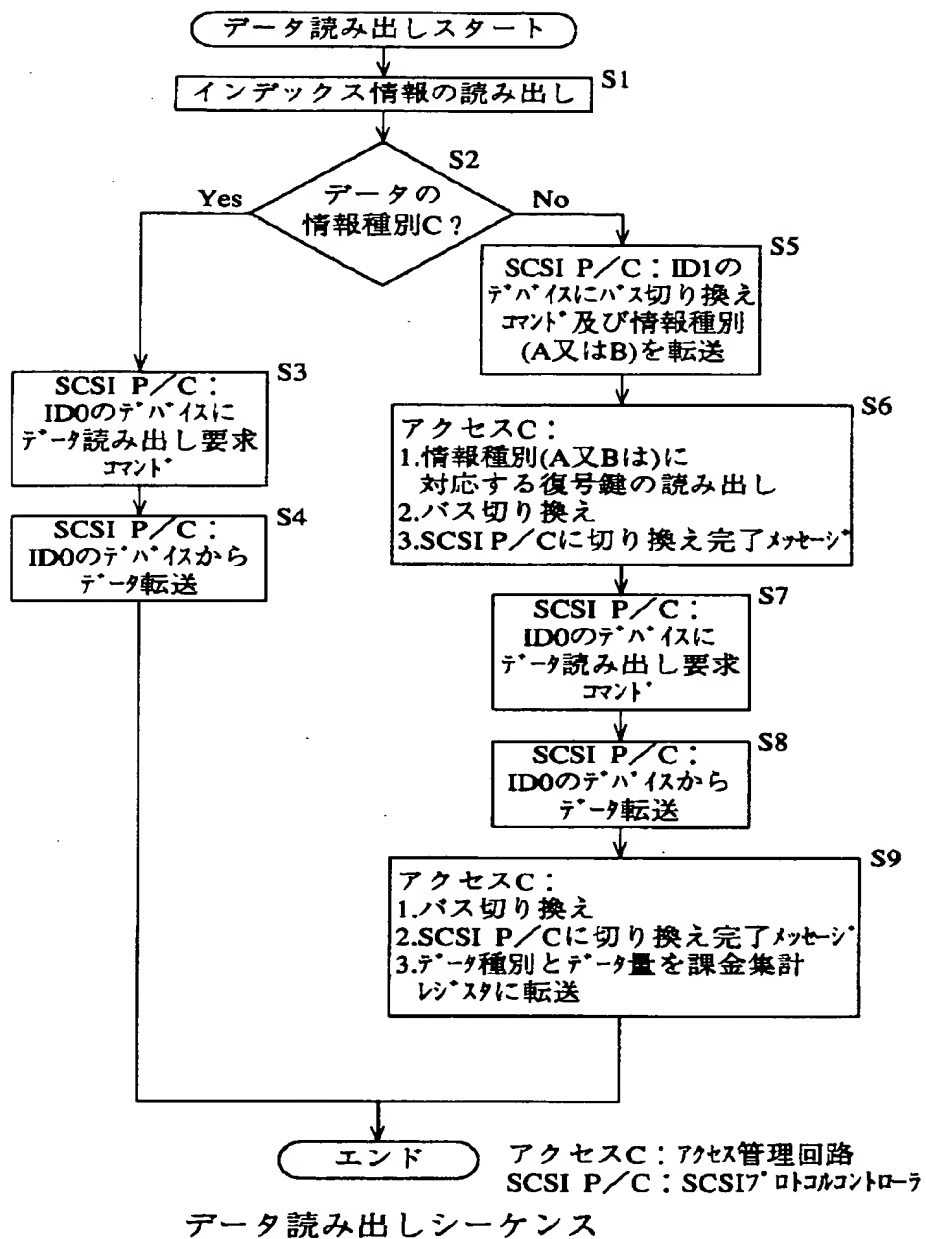 データ読み出しスタート
S1
インデックス情報の読み出し
S2
データの
情報種別C?
Yes
No
S3
SCSI P/C:
ID0のデバイスに
データ読み出し要求
コマンド
S4
SCSI P/C:
ID0のデバイスから
データ転送
S5
SCSI P/C:ID1の
デバイスにバス切り換え
コマンド及び情報種別
(A又はB)を転送
S6
アクセスC:
1.情報種別(A又Bは)に
対応する復号鍵の読み出し
2.バス切り換え
3.SCSI P/Cに切り換え完了メッセージ
S7
SCSI P/C:
ID0のデバイスに
データ読み出し要求
コマンド
S8
SCSI P/C:
ID0のデバイスから
データ転送
S9
アクセスC:
1.バス切り換え
2.SCSI P/Cに切り換え完了メッセージ
3.データ種別とデータ量を課金集計
レジスタに転送
エンド
アクセスC:アクセス管理回路
SCSI P/C:SCSIプロトコルコントローラ
データ読み出しシーケンス